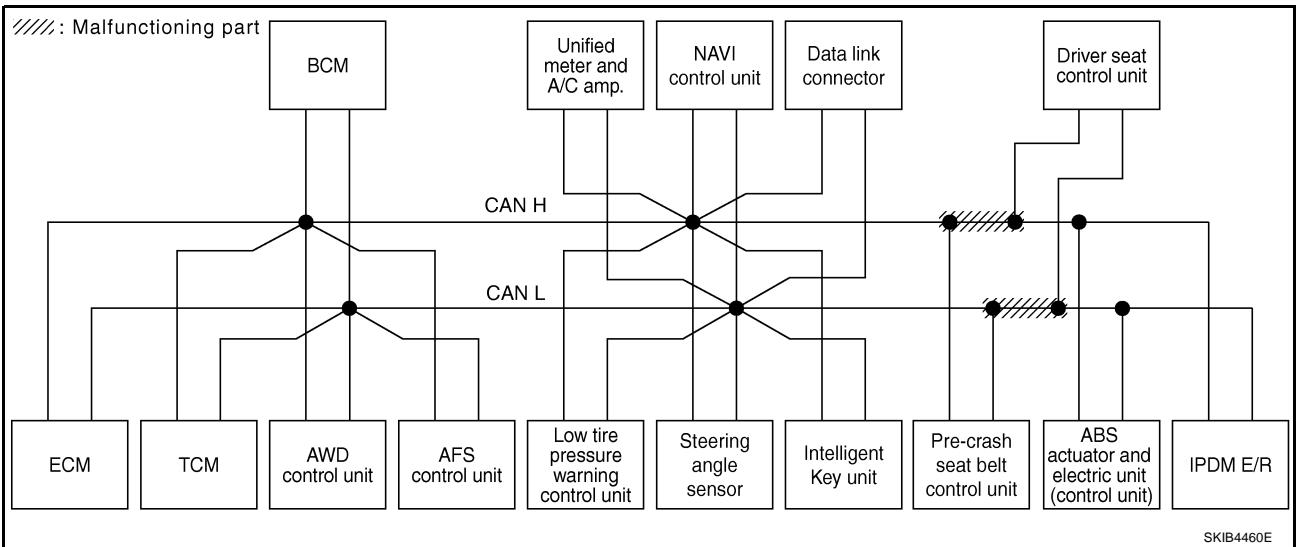 : Malfunctioning part
BCM
Unified
meter and
A/C amp.
NAVI
control unit
Data link
connector
Driver seat
control unit
CAN H
CAN L
ECM
TCM
AWD
control unit
AFS
control unit
Low tire
pressure
warning
control unit
Steering
angle
sensor
Intelligent
Key unit
Pre-crash
seat belt
control unit
ABS
actuator and
electric unit
(control unit)
IPDM E/R
SKIB4460E